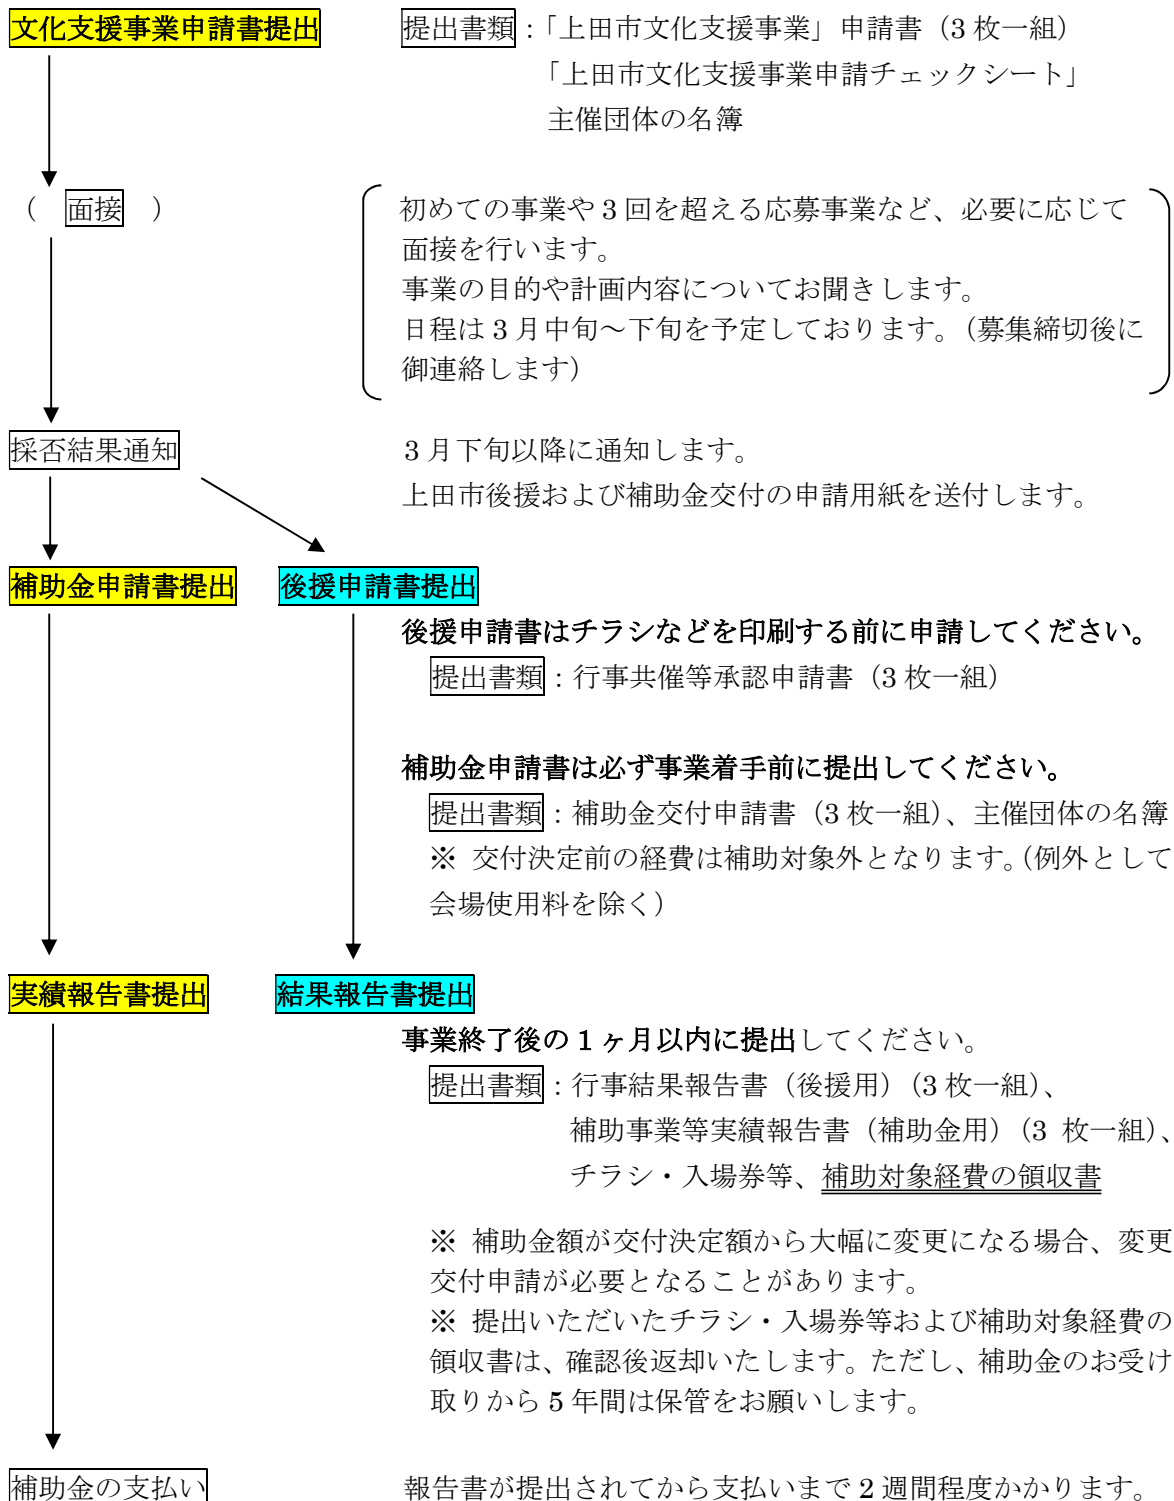 文化支援事業申請書提出　提出書類：「上田市文化支援事業」申請書（3 枚一組）
「上田市文化支援事業申請チェックシート」
主催団体の名簿
（　面接　）　初めての事業や 3 回を超える応募事業など、必要に応じて
面接を行います。
事業の目的や計画内容についてお聞きします。
日程は 3 月中旬～下旬を予定しております。（募集締切後に
御連絡します）
採否結果通知　3 月下旬以降に通知します。
上田市後援および補助金交付の申請用紙を送付します。
補助金申請書提出　後援申請書提出
後援申請書はチラシなどを印刷する前に申請してください。
提出書類：行事共催等承認申請書（3 枚一組）
補助金申請書は必ず事業着手前に提出してください。
提出書類：補助金交付申請書（3 枚一組）、主催団体の名簿
※ 交付決定前の経費は補助対象外となります。（例外として
会場使用料を除く）
実績報告書提出　結果報告書提出
事業終了後の 1 ヶ月以内に提出してください。
提出書類：行事結果報告書（後援用）（3 枚一組）、
補助事業等実績報告書（補助金用）（3 枚一組）、
チラシ・入場券等、補助対象経費の領収書
※ 補助金額が交付決定額から大幅に変更になる場合、変更
交付申請が必要となることがあります。
※ 提出いただいたチラシ・入場券等および補助対象経費の
領収書は、確認後返却いたします。ただし、補助金のお受け
取りから 5 年間は保管をお願いします。
補助金の支払い　報告書が提出されてから支払いまで 2 週間程度かかります。